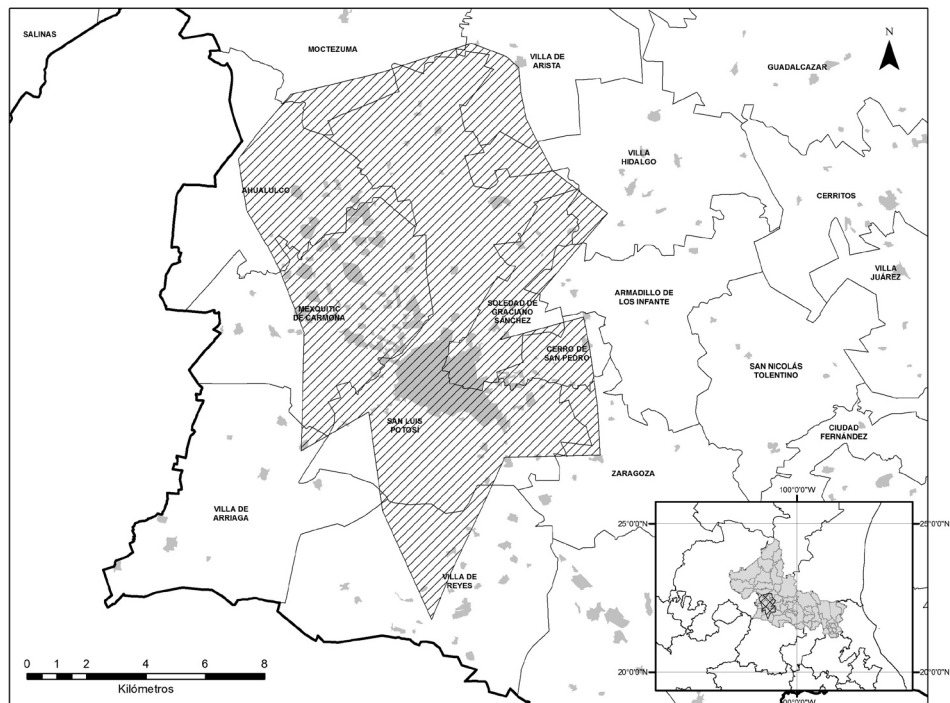 SALINAS
MOCTEZUMA
VILLA DE
ARISTA
GUADALCAZAR
N
VILLA
HIDALGO
AHUALULCO
CERRITOS
VILLA
JUÁREZ
MEXQUITIC
DE CARMONA
SOLEDAD DE
GRACIANO
SÁNCHEZ
ARMADILLO DE
LOS INFANTE
CERRO DE
SAN PEDRO
SAN NICOLÁS
TOLENTINO
SAN LUIS
POTOSÍ
CIUDAD
FERNÁNDEZ
ZARAGOZA
VILLA DE
ARRIAGA
VILLA DE
REYES
100°0'0"W
25°0'0"N
25°0'0"N
20°0'0"N
20°0'0"N
100°0'0"W
0 1 2 4 6 8
Kilómetros